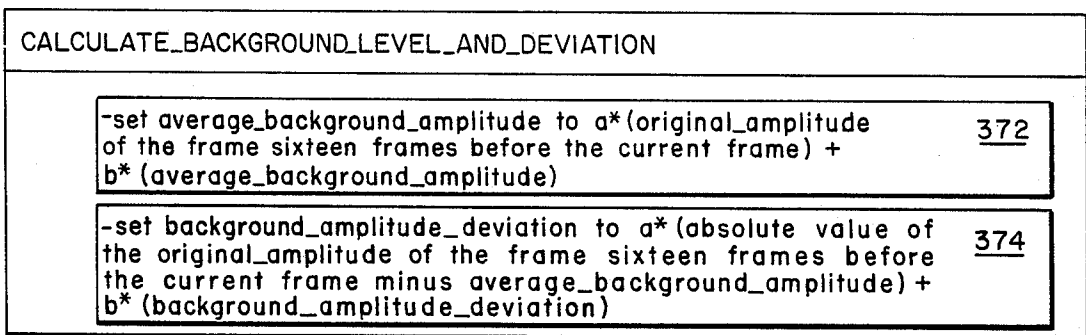 CALCULATE_BACKGROUND_LEVEL_AND_DEVIATION
-set average_background_amplitude to a*(original_amplitude 372
of the frame sixteen frames before the current frame) +
b* (average_background_amplitude)
-set background_amplitude_deviation to a* (absolute value of 374
the original_amplitude of the frame sixteen frames before
the current frame minus average_background_amplitude) +
b* (background_amplitude_deviation)